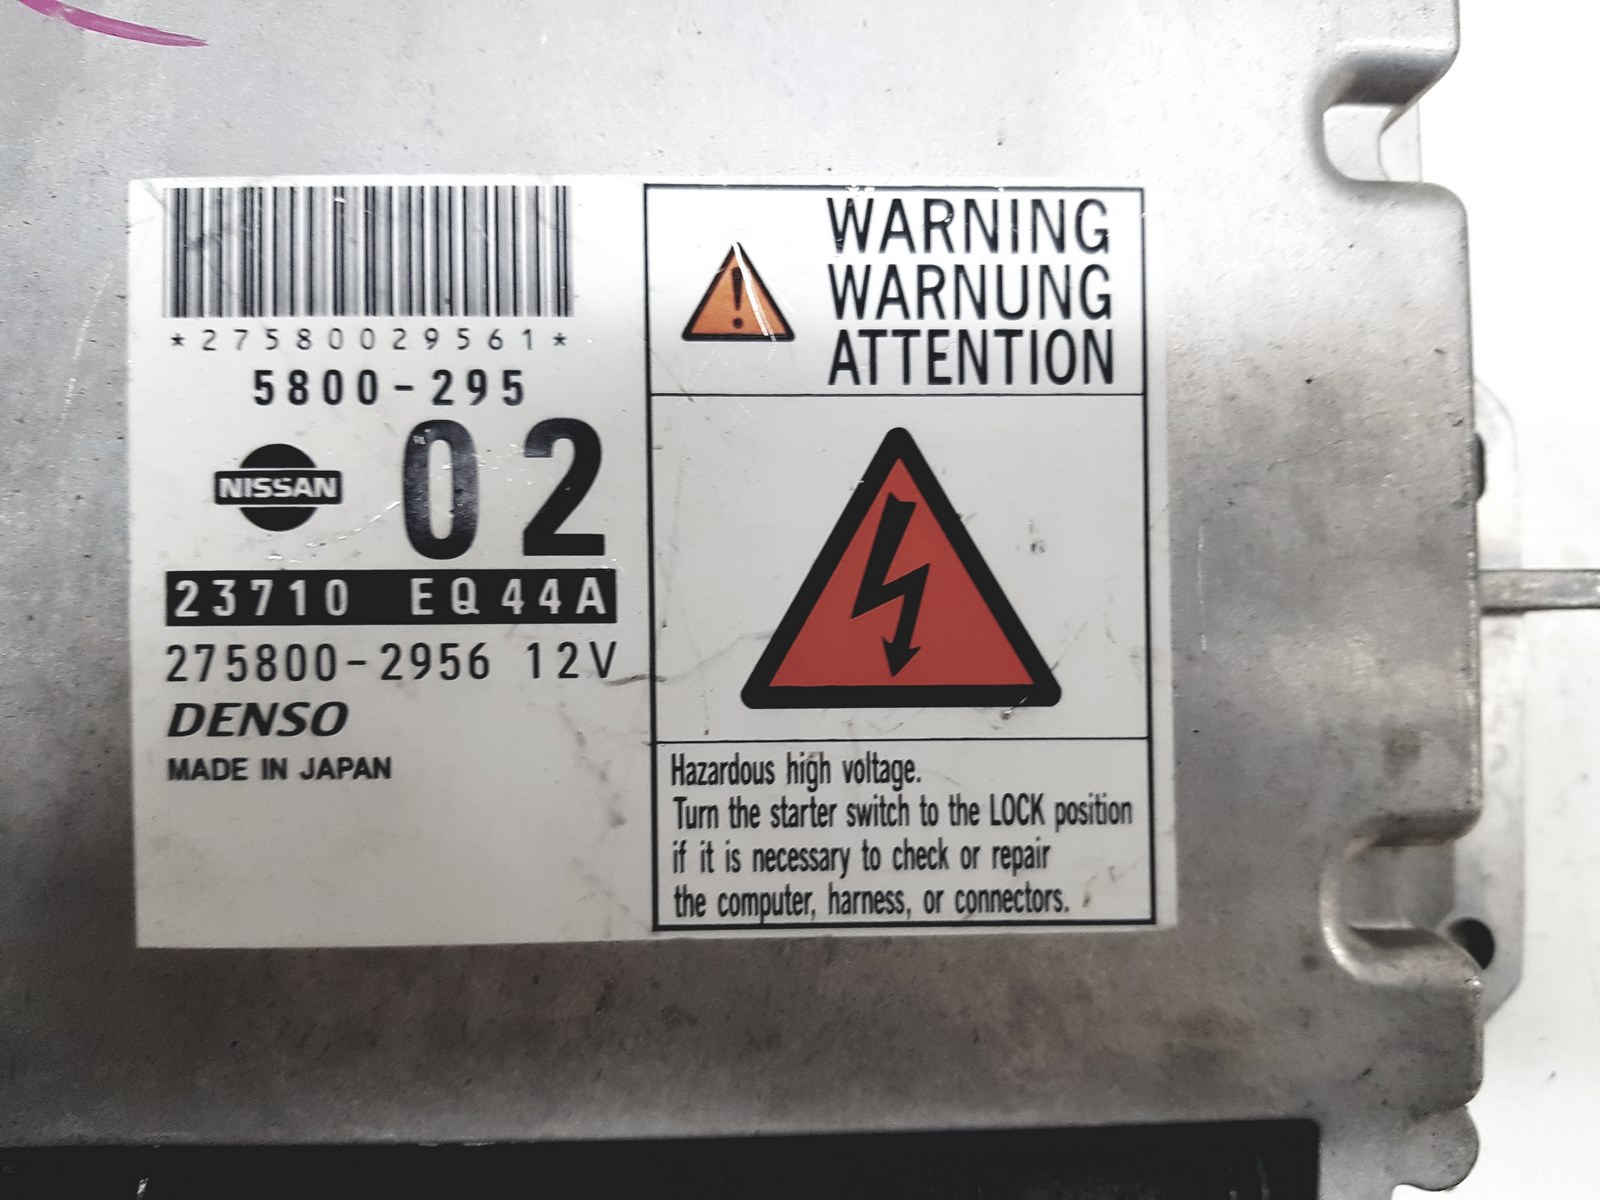 *27580029561*
5800-295
NISSAN
02
23710 EQ44A
275800-2956 12V
DENSO
MADE IN JAPAN
WARNING
WARNUNG
ATTENTION
Hazardous high voltage.
Turn the starter switch to the LOCK position
if it is necessary to check or repair
the computer, harness, or connectors.